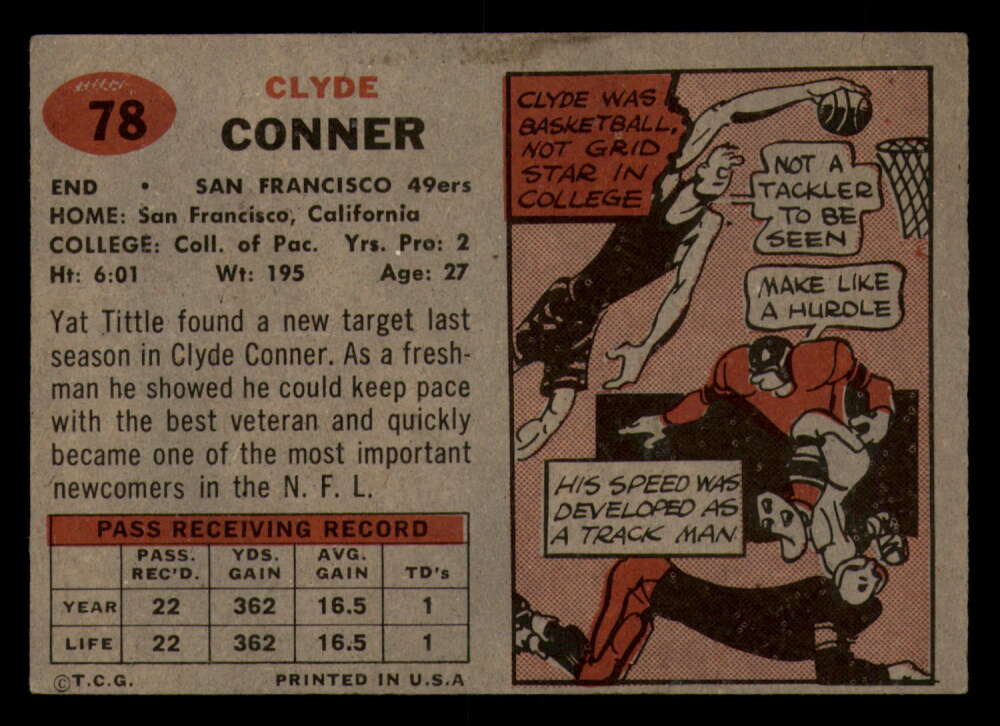 78
CLYDE
CONNER
END • SAN FRANCISCO 49ers
HOME: San Francisco, California
COLLEGE: Coll. of Pac. Yrs. Pro: 2
Ht: 6:01 Wt: 195 Age: 27
Yat Tittle found a new target last
season in Clyde Conner. As a fresh-
man he showed he could keep pace
with the best veteran and quickly
became one of the most important
newcomers in the N. F. L.
PASS RECEIVING RECORD
PASS. REC'D. YDS. GAIN AVG. GAIN TD's
YEAR 22 362 16.5 1
LIFE 22 362 16.5 1
©T.C.G. PRINTED IN U.S.A
CLYDE WAS
BASKETBALL,
NOT GRID
STAR IN
COLLEGE
NOT A
TACKLER
TO BE
SEEN
MAKE LIKE
A HURDLE
HIS SPEED WAS
DEVELOPED AS
A TRACK MAN